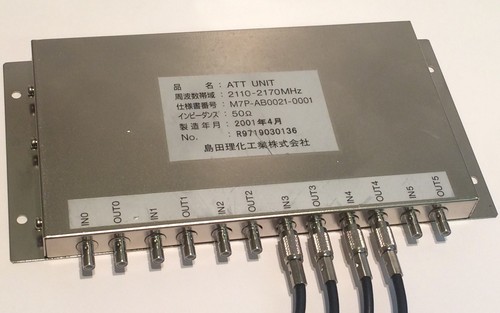 品 名 : ATT UNIT
周波数帯域 : 2110-2170MHz
仕様書番号 : M7P-AB0021-0001
インピーダンス : 50Ω
製造年月 : 2001年4月
No. : R9719030136
島田理化工業株式会社
IN0 OUT0 IN1 OUT1 IN2 OUT2 IN3 OUT3 IN4 OUT4 IN5 OUT5